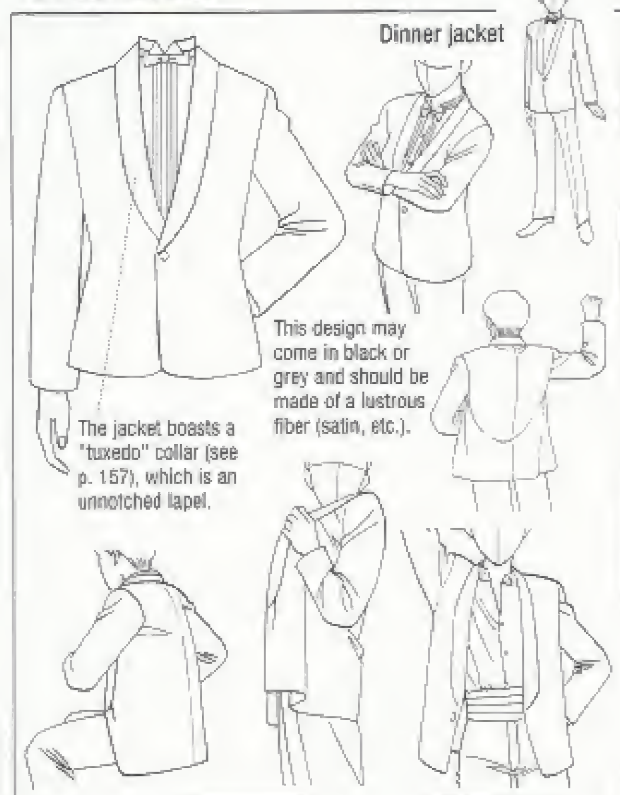 Dinner jacket
This design may
come in black or
grey and should be
made of a lustrous
fiber (satin, etc.).
The jacket boasts a
"tuxedo" collar (see
p. 157), which is an
unnotched lapel.